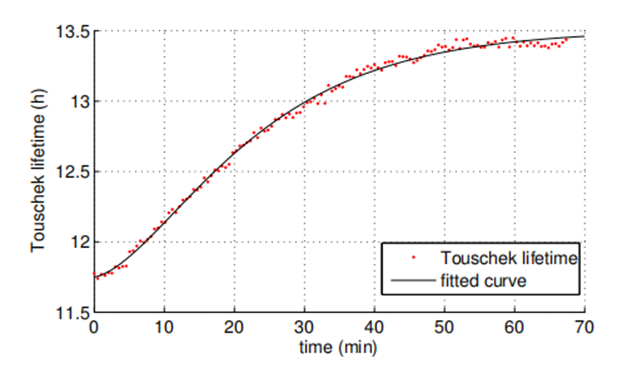 13.5
13
12.5
12
11.5
Touschek lifetime (h)
Touschek lifetime
fitted curve
0 10 20 30 40 50 60 70
time (min)